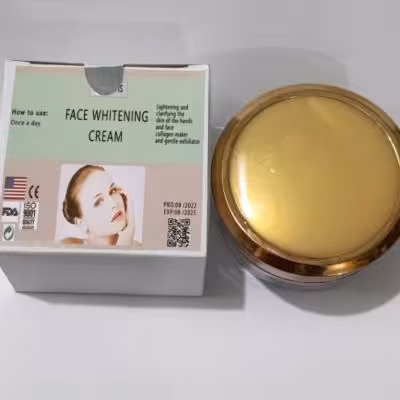 How to use:
Once a day
FACE WHITENING
CREAM
Lightening and
clarifying the
skin of the hands
and face
collagen maker
and gentle exfoliator
CE
FDA
ISO
9001
PRO:08 /2022
EXP:08 /2025